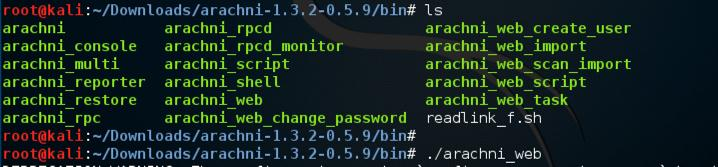 root@kali:~/Downloads/arachni-1.3.2-0.5.9/bin# ls
arachni arachni_rpcd arachni_web_create_user
arachni_console arachni_rpcd_monitor arachni_web_import
arachni_multi arachni_script arachni_web_scan_import
arachni_reporter arachni_shell arachni_web_script
arachni_restore arachni_web arachni_web_task
arachni_rpc arachni_web_change_password readlink_f.sh
root@kali:~/Downloads/arachni-1.3.2-0.5.9/bin#
root@kali:~/Downloads/arachni-1.3.2-0.5.9/bin# ./arachni_web